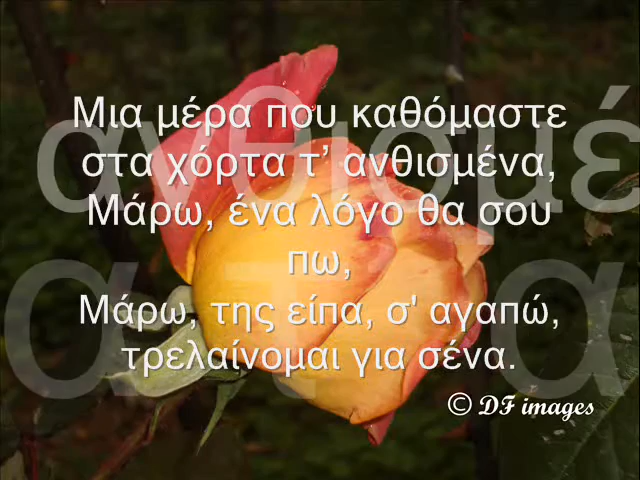 Μια μέρα που καθόμαστε
στα χόρτα τ’ ανθισμένα,
Μάρω, ένα λόγο θα σου
πω,
Μάρω, της είπα, σ' αγαπώ,
τρελαίνομαι για σένα.
© DF images